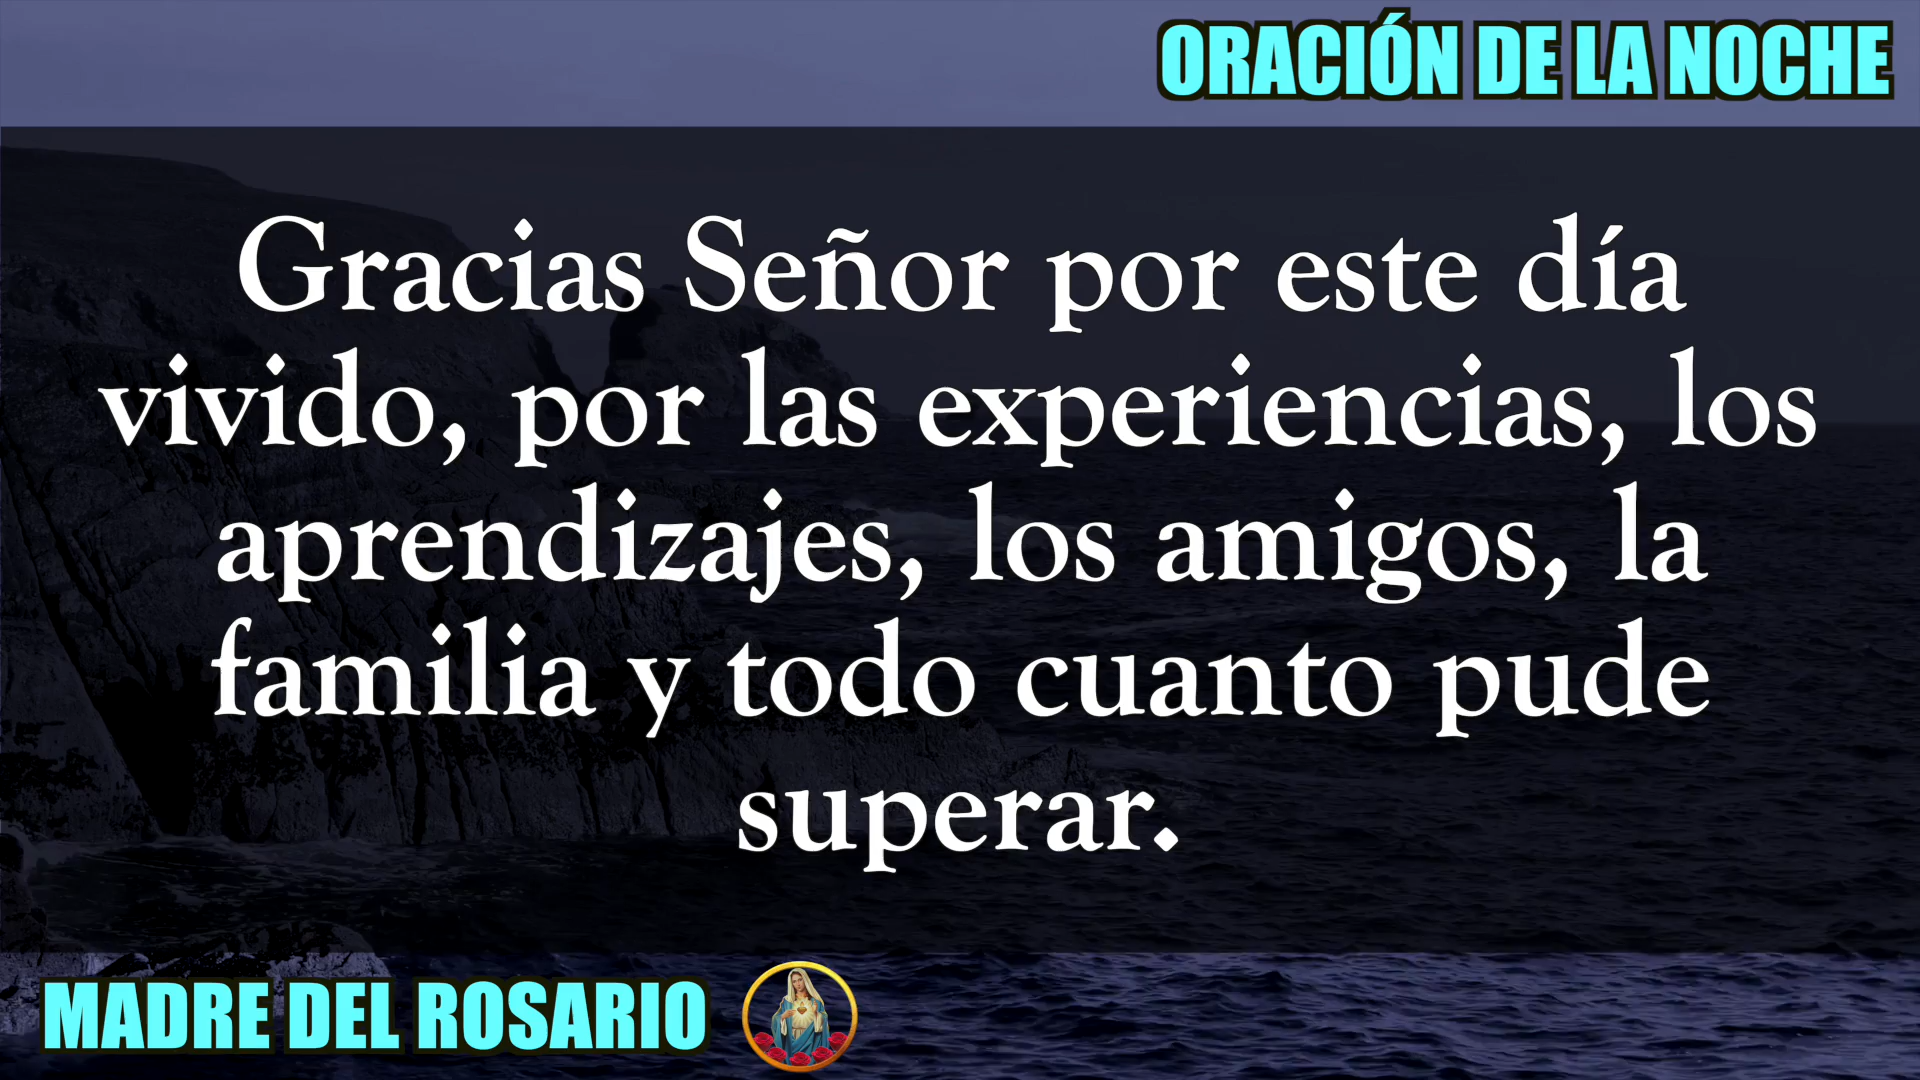 ORACIÓN DE LA NOCHE
Gracias Señor por este día
vivido, por las experiencias, los
aprendizajes, los amigos, la
familia y todo cuanto pude
superar.
MADRE DEL ROSARIO